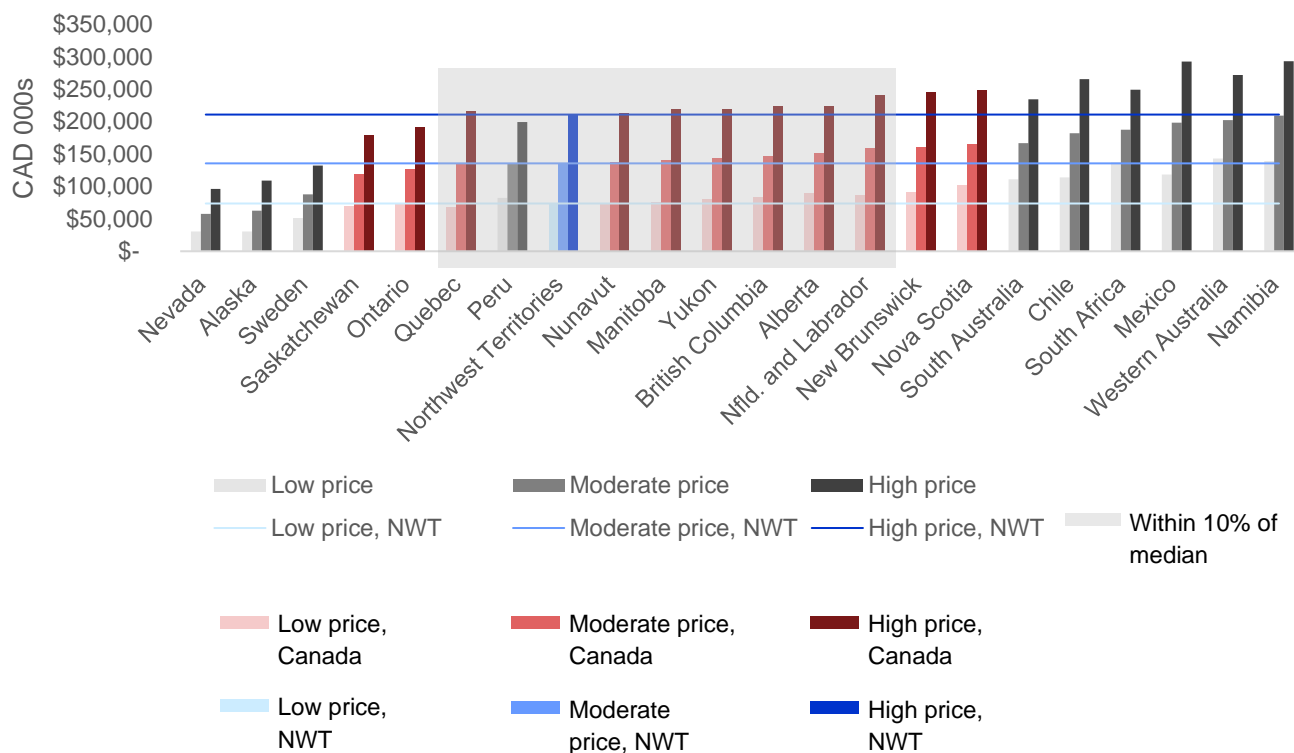 $350,000
$300,000
$250,000
$200,000
$150,000
$100,000
$50,000
$-
CAD 000s
Nevada
Alaska
Sweden
Saskatchewan
Ontario
Quebec
Peru
Northwest Territories
Nunavut
Manitoba
Yukon
British Columbia
Alberta
Nfld. and Labrador
New Brunswick
Nova Scotia
South Australia
Chile
South Africa
Mexico
Western Australia
Namibia
Low price
Moderate price
High price
Low price, NWT
Moderate price, NWT
High price, NWT
Within 10% of
median
Low price,
Canada
Moderate price,
Canada
High price,
Canada
Low price,
NWT
Moderate
price, NWT
High price,
NWT